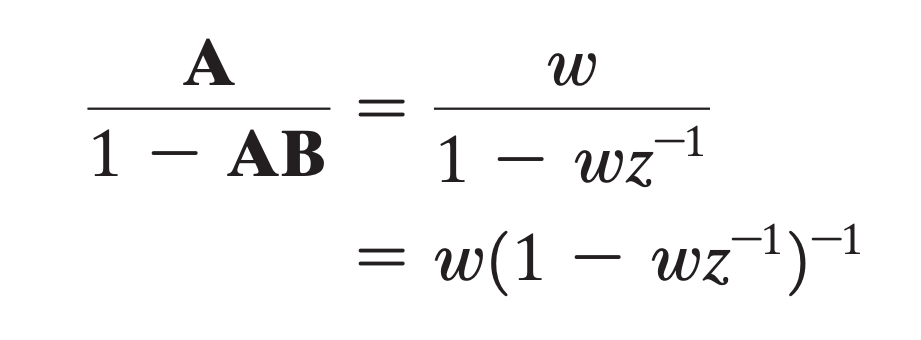 A/(1 − AB) = w/(1 − wz⁻¹)
= w(1 − wz⁻¹)⁻¹